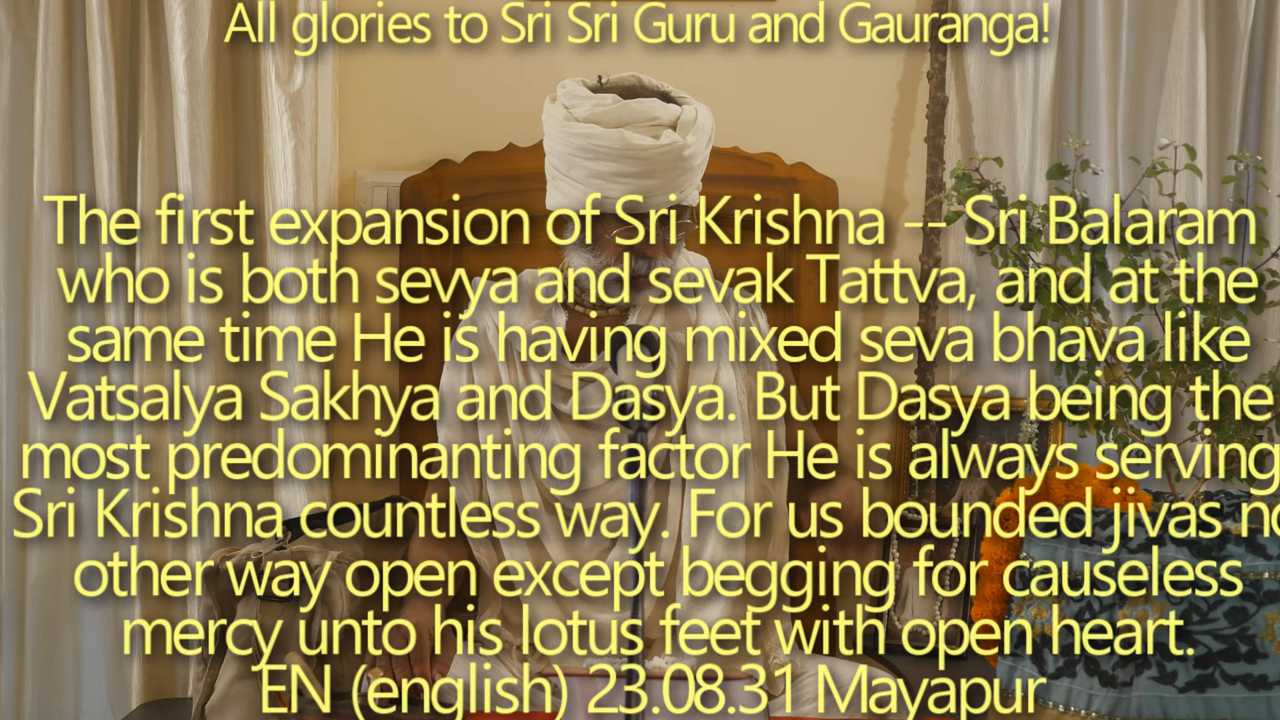 All glories to Sri Sri Guru and Gauranga!
The first expansion of Sri Krishna -- Sri Balaram
who is both sevya and sevak Tattva, and at the
same time He is having mixed seva bhava like
Vatsalya Sakhya and Dasya. But Dasya being the
most predominanting factor He is always serving
Sri Krishna countless way. For us bounded jivas no
other way open except begging for causeless
mercy unto his lotus feet with open heart.
EN (english) 23.08.31 Mayapur